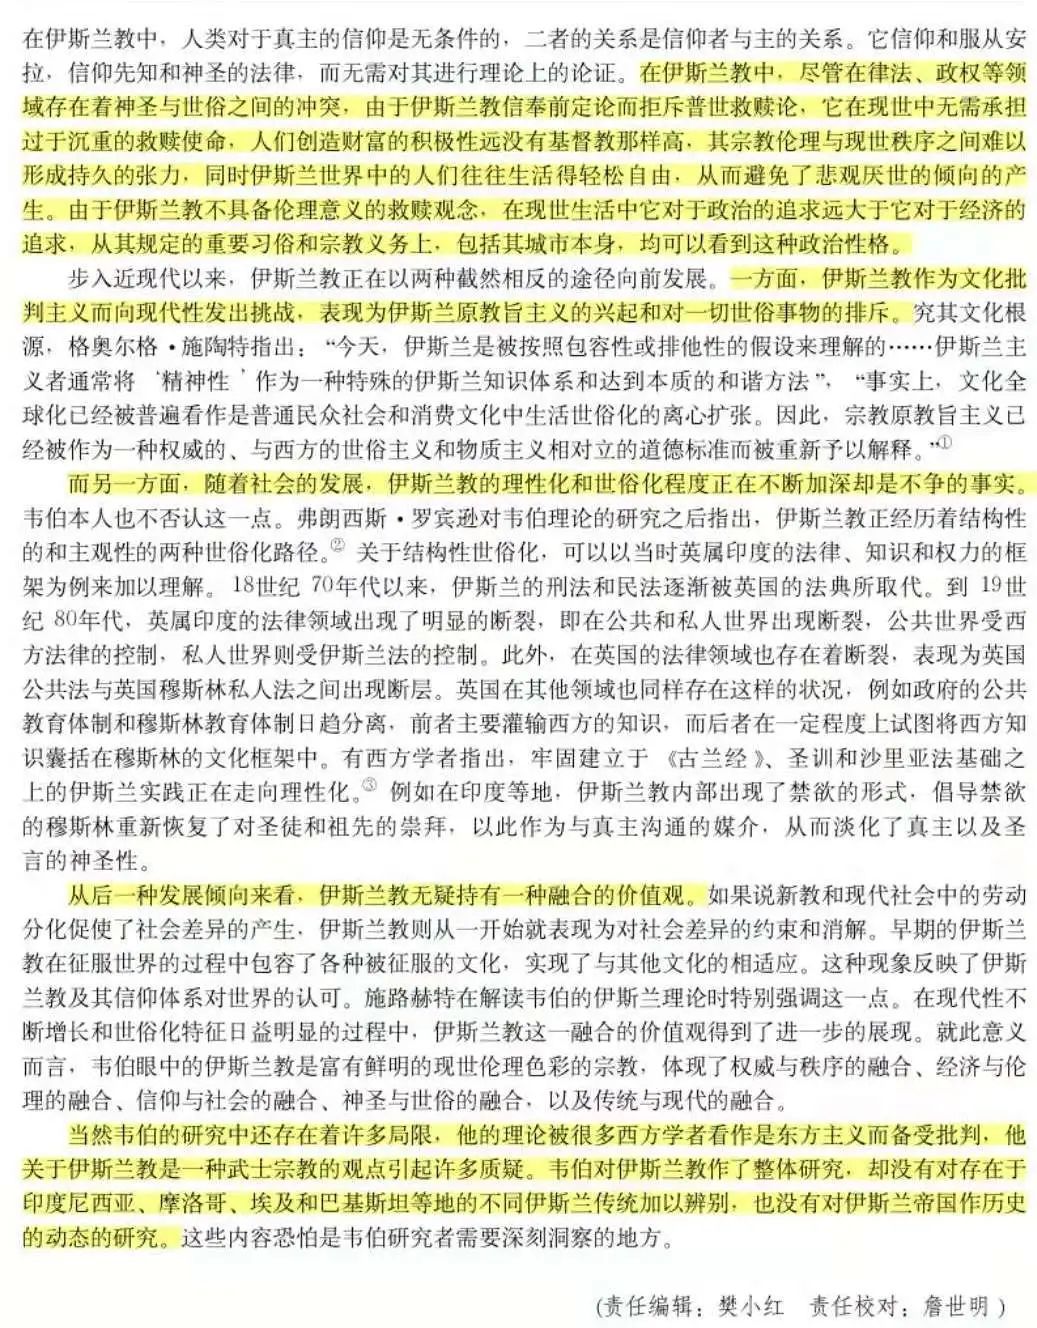 在伊斯兰教中，人类对于真主的信仰是无条件的，二者的关系是信仰者与主的关系。它信仰和服从安
拉，信仰先知和神圣的法律，而无需对其进行理论上的论证。在伊斯兰教中，尽管在律法、政权等领
域存在着神圣与世俗之间的冲突，由于伊斯兰教信奉前定论而拒斥普世救赎论，它在现世中无需承担
过于沉重的救赎使命，人们创造财富的积极性远没有基督教那样高，其宗教伦理与现世秩序之间难以
形成持久的张力，同时伊斯兰世界中的人们往往生活得轻松自由，从而避免了悲观厌世的倾向的产
生。由于伊斯兰教不具备伦理意义的救赎观念，在现世生活中它对于政治的追求远大于它对于经济的
追求，从其规定的重要习俗和宗教义务上，包括其城市本身，均可以看到这种政治性格。
步入近现代以来，伊斯兰教正在以两种截然相反的途径向前发展。一方面，伊斯兰教作为文化批
判主义而向现代性发出挑战，表现为伊斯兰原教旨主义的兴起和对一切世俗事物的排斥。究其文化根
源，格奥尔格·施陶特指出：“今天，伊斯兰是被按照包容性或排他性的假设来理解的……伊斯兰主
义者通常将‘精神性’作为一种特殊的伊斯兰知识体系和达到本质的和谐方法”，“事实上，文化全
球化已经被普遍看作是普通民众社会和消费文化中生活世俗化的离心扩张。因此，宗教原教旨主义已
经被作为一种权威的、与西方的世俗主义和物质主义相对立的道德标准而被重新予以解释。”①
而另一方面，随着社会的发展，伊斯兰教的理性化和世俗化程度正在不断加深却是不争的事实。
韦伯本人也不否认这一点。弗朗西斯·罗宾逊对韦伯理论的研究之后指出，伊斯兰教正经历着结构性
的和主观性的两种世俗化路径。② 关于结构性世俗化，可以以当时英属印度的法律、知识和权力的框
架为例来加以理解。18世纪 70年代以来，伊斯兰的刑法和民法逐渐被英国的法典所取代。到 19世
纪 80年代，英属印度的法律领域出现了明显的断裂，即在公共和私人世界出现断裂，公共世界受西
方法律的控制，私人世界则受伊斯兰法的控制。此外，在英国的法律领域也存在着断裂，表现为英国
公共法与英国穆斯林私人法之间出现断层。英国在其他领域也同样存在这样的状况，例如政府的公共
教育体制和穆斯林教育体制日趋分离，前者主要灌输西方的知识，而后者在一定程度上试图将西方知
识囊括在穆斯林的文化框架中。有西方学者指出，牢固建立于《古兰经》、圣训和沙里亚法基础之
上的伊斯兰实践正在走向理性化。③ 例如在印度等地，伊斯兰教内部出现了禁欲的形式，倡导禁欲
的穆斯林重新恢复了对圣徒和祖先的崇拜，以此作为与真主沟通的媒介，从而淡化了真主以及圣
言的神圣性。
从后一种发展倾向来看，伊斯兰教无疑持有一种融合的价值观。如果说新教和现代社会中的劳动
分化促使了社会差异的产生，伊斯兰教则从一开始就表现为对社会差异的约束和消解。早期的伊斯兰
教在征服世界的过程中包容了各种被征服的文化，实现了与其他文化的相适应。这种现象反映了伊斯
兰教及其信仰体系对世界的认可。施路赫特在解读韦伯的伊斯兰理论时特别强调这一点。在现代性不
断增长和世俗化特征日益明显的过程中，伊斯兰教这一融合的价值观得到了进一步的展现。就此意义
而言，韦伯眼中的伊斯兰教是富有鲜明的现世伦理色彩的宗教，体现了权威与秩序的融合、经济与伦
理的融合、信仰与社会的融合、神圣与世俗的融合，以及传统与现代的融合。
当然韦伯的研究中还存在着许多局限，他的理论被很多西方学者看作是东方主义而备受批判，他
关于伊斯兰教是一种武士宗教的观点引起许多质疑。韦伯对伊斯兰教作了整体研究，却没有对存在于
印度尼西亚、摩洛哥、埃及和巴基斯坦等地的不同伊斯兰传统加以辨别，也没有对伊斯兰帝国作历史
的动态的研究。这些内容恐怕是韦伯研究者需要深刻洞察的地方。
(责任编辑：樊小红 责任校对：詹世明)